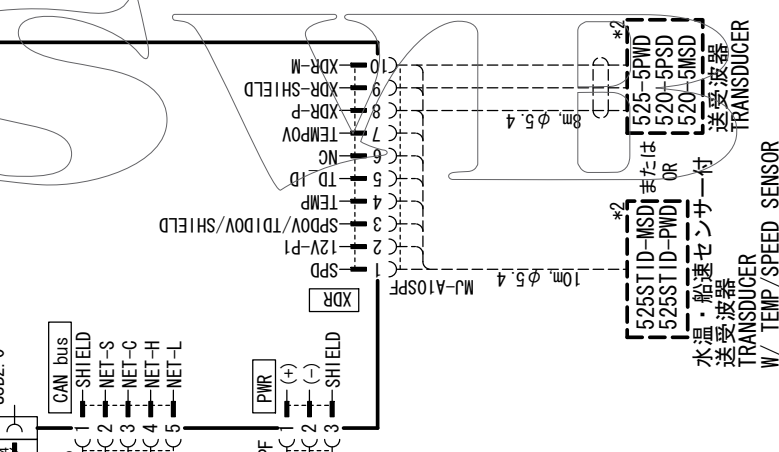 XDR-M 10
XDR-SHIELD 9
XDR-P 8
TEMP0V 7
NC 6
TD ID 5
TEMP 4
SPD0V/TDID0V/SHIELD 3
12V-P1 2
SPD 1
XDR
MJ-A10SPF
8m, φ5.4
10m, φ5.4
*2
525-5PWD
520-5PSD
520-5MSD
送受波器
TRANSDUCER
または
OR
*2
525STID-MSD
525STID-PWD
水温・船速センサー付
送受波器
TRANSDUCER
W/ TEMP/SPEED SENSOR
CAN bus
1 SHIELD
2 NET-S
3 NET-C
4 NET-H
5 NET-L
PWR
1 (+)
2 (-)
3 SHIELD